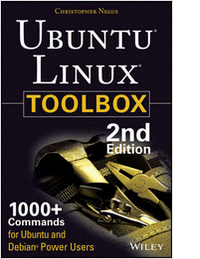 CHRISTOPHER NEGUS
UBUNTU®
LINUX®
TOOLBOX
2nd
Edition
1000+
Commands
for Ubuntu and
Debian® Power Users
WILEY